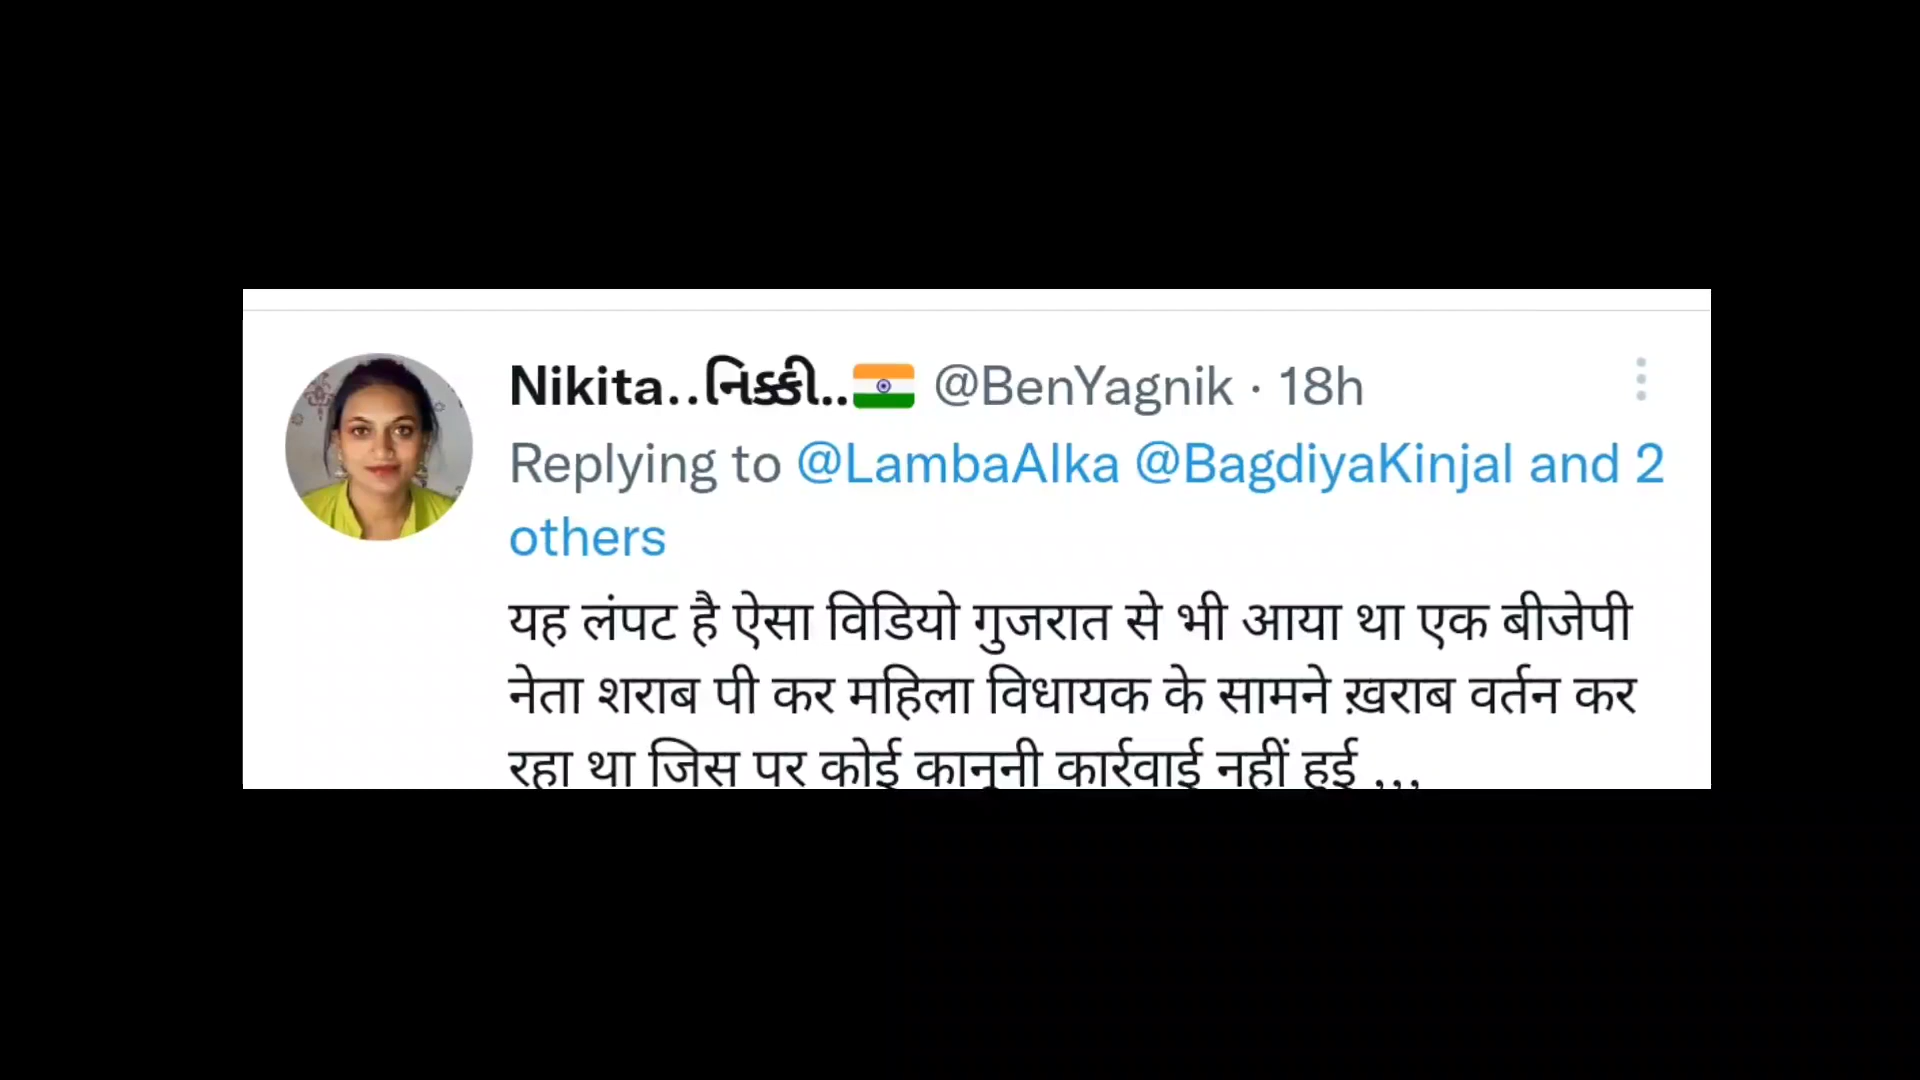 Nikita..નિક્કી..🇮🇳 @BenYagnik · 18h
Replying to @LambaAlka @BagdiyaKinjal and 2
others
यह लंपट है ऐसा विडियो गुजरात से भी आया था एक बीजेपी
नेता शराब पी कर महिला विधायक के सामने ख़राब वर्तन कर
रहा था जिस पर कोई कानूनी कार्रवाई नहीं हुई ,,,